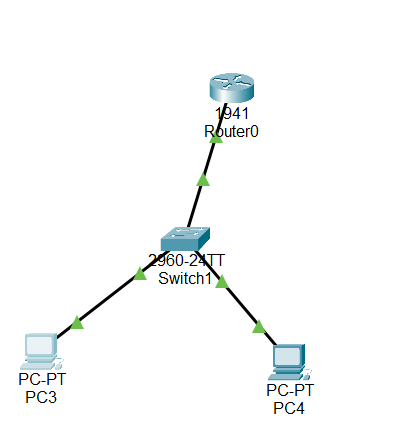 1941
Router0
2960-24TT
Switch1
PC-PT
PC3
PC-PT
PC4